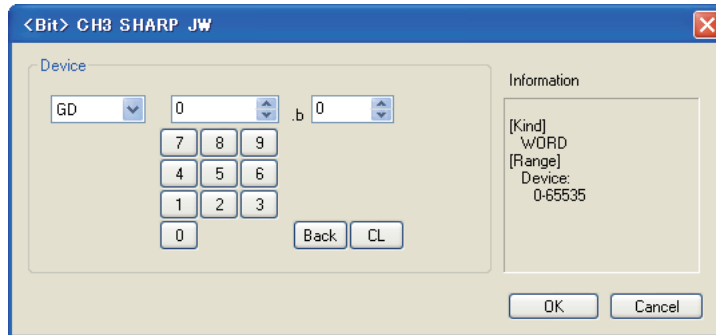 <Bit> CH3 SHARP JW
Device
GD 0 .b 0
7 8 9
4 5 6
1 2 3
0 Back CL
Information
[Kind]
WORD
[Range]
Device:
0-65535
OK Cancel